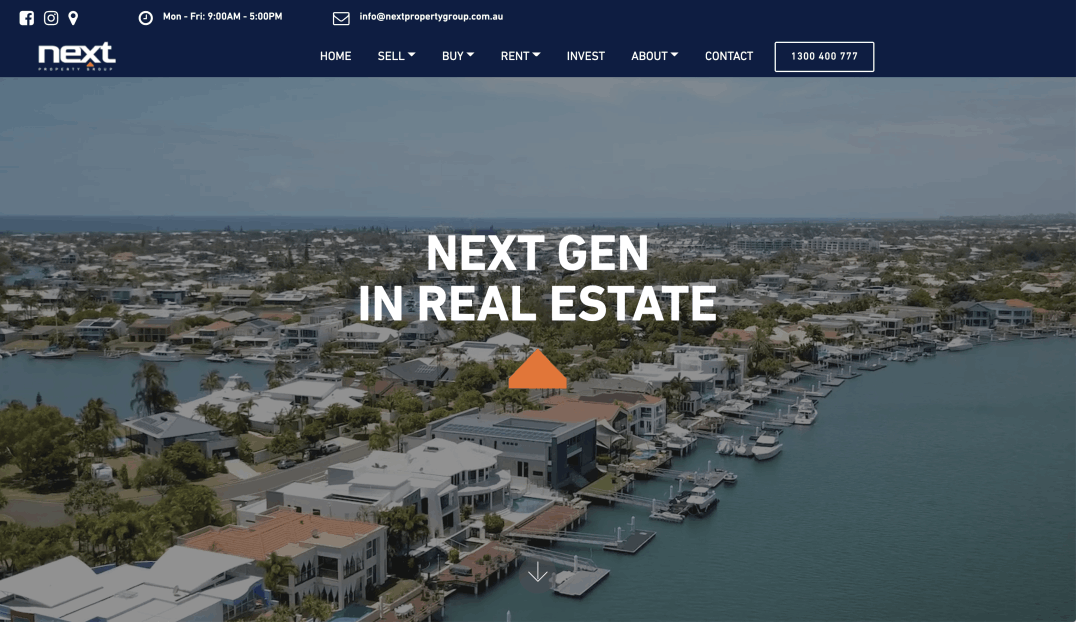 Mon - Fri: 9:00AM - 5:00PM
info@nextpropertygroup.com.au
next
PROPERTY GROUP
HOME
SELL
BUY
RENT
INVEST
ABOUT
CONTACT
1300 400 777
NEXT GEN
IN REAL ESTATE